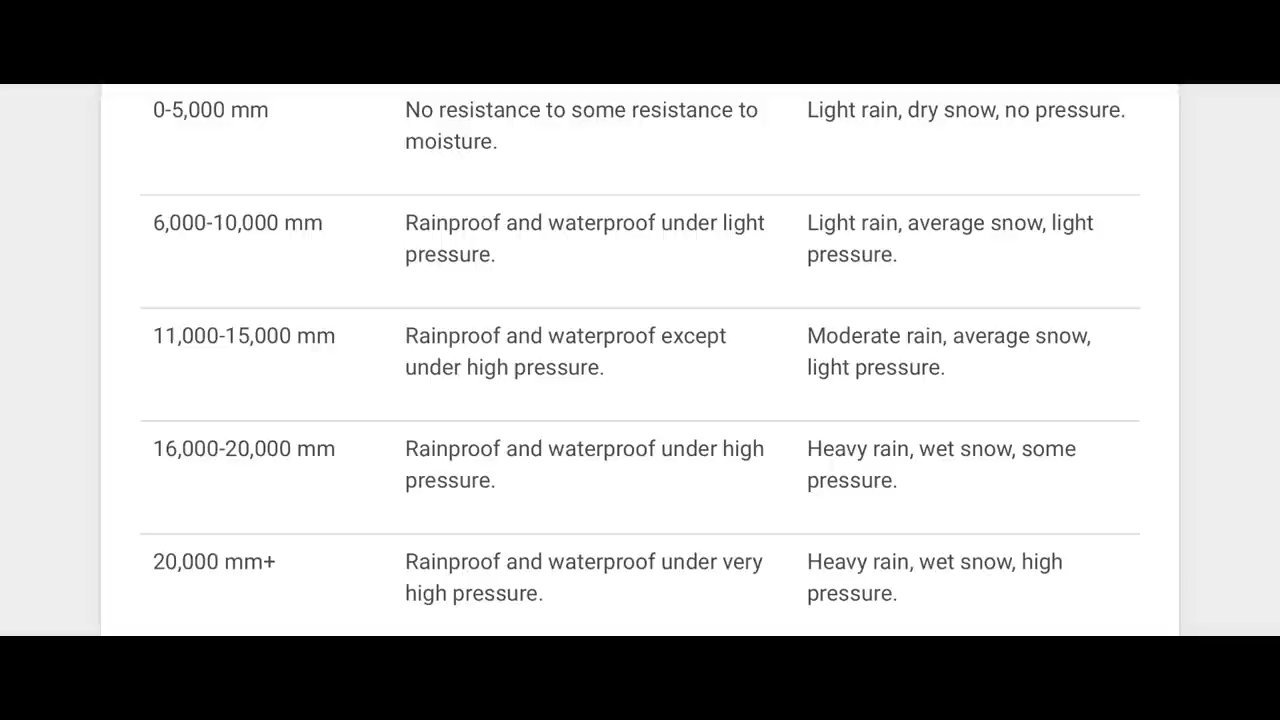 0-5,000 mm
No resistance to some resistance to
moisture.
Light rain, dry snow, no pressure.
6,000-10,000 mm
Rainproof and waterproof under light
pressure.
Light rain, average snow, light
pressure.
11,000-15,000 mm
Rainproof and waterproof except
under high pressure.
Moderate rain, average snow,
light pressure.
16,000-20,000 mm
Rainproof and waterproof under high
pressure.
Heavy rain, wet snow, some
pressure.
20,000 mm+
Rainproof and waterproof under very
high pressure.
Heavy rain, wet snow, high
pressure.